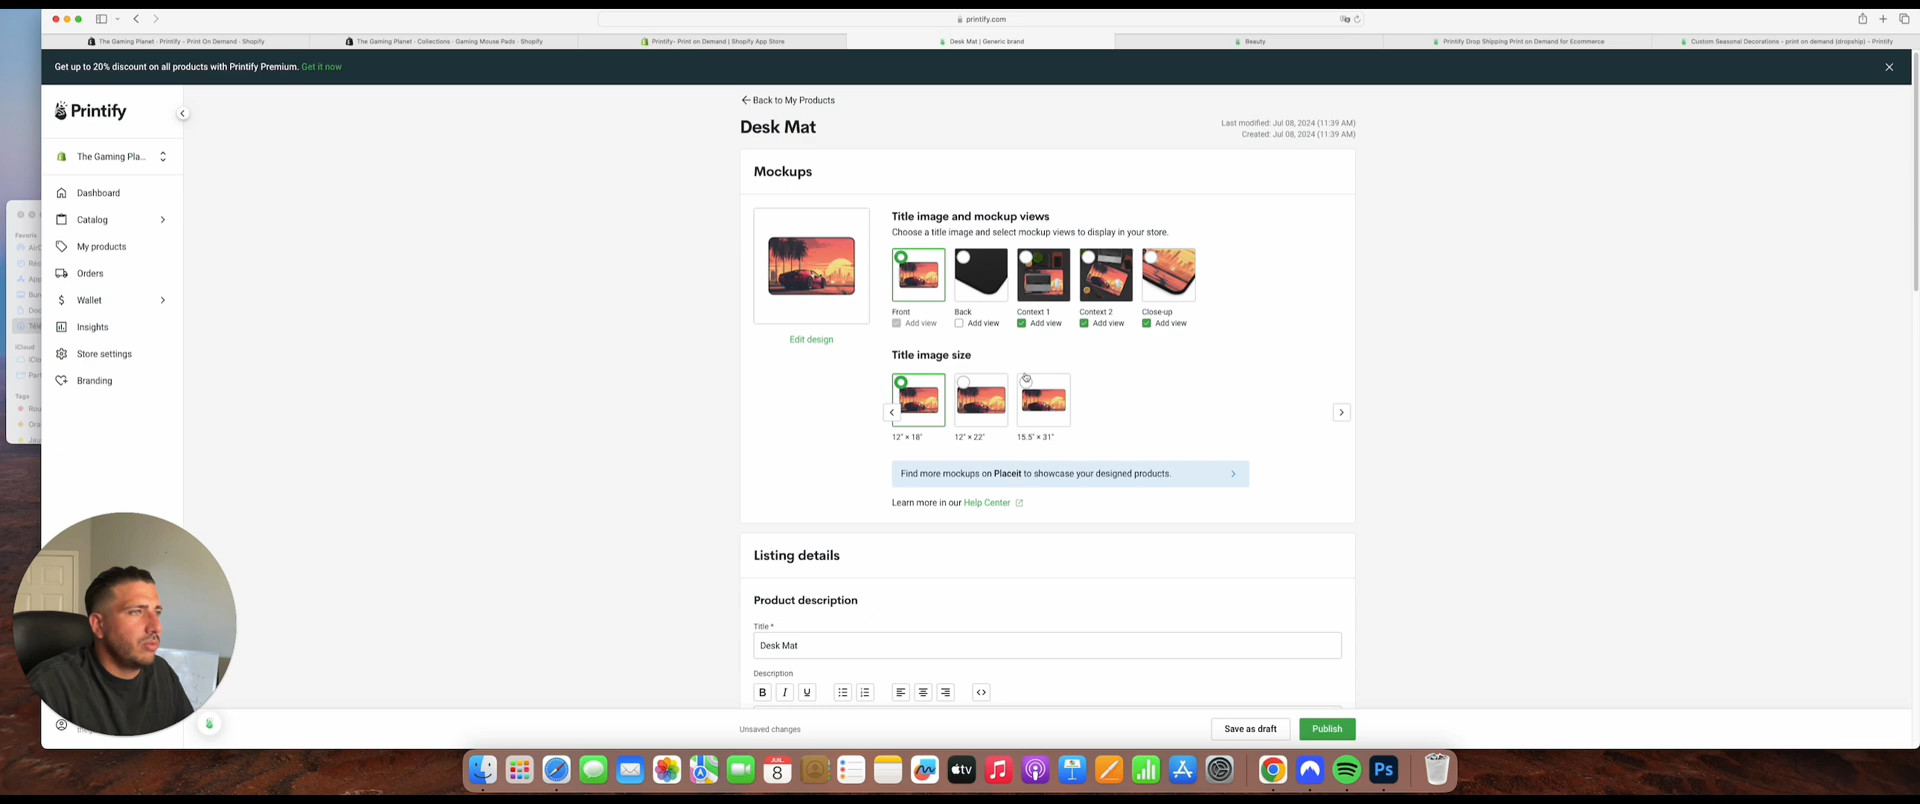 printify.com
The Gaming Planet - Printify - Print On Demand · Shopify
The Gaming Planet · Collections · Gaming Mouse Pads · Shopify
Printify- Print on Demand | Shopify App Store
Desk Mat | Generic brand
Beauty
Printify Drop Shipping Print on Demand for Ecommerce
Custom Seasonal Decorations - print on demand (dropship) - Printify
Get up to 20% discount on all products with Printify Premium. Get it now
Printify
The Gaming Pla...
Dashboard
Catalog
My products
Orders
Wallet
Insights
Store settings
Branding
Back to My Products
Desk Mat
Last modified: Jul 08, 2024 (11:39 AM)
Created: Jul 08, 2024 (11:39 AM)
Mockups
Edit design
Title image and mockup views
Choose a title image and select mockup views to display in your store.
Front Back Context 1 Context 2 Close-up
Add view Add view Add view Add view Add view
Title image size
12" × 18" 12" × 22" 15.5" × 31"
Find more mockups on Placeit to showcase your designed products.
Learn more in our Help Center
Listing details
Product description
Title *
Desk Mat
Description
B I U
Unsaved changes
Save as draft
Publish
Favoris
iCloud
Tags
JUIL.
8
tv
Ps